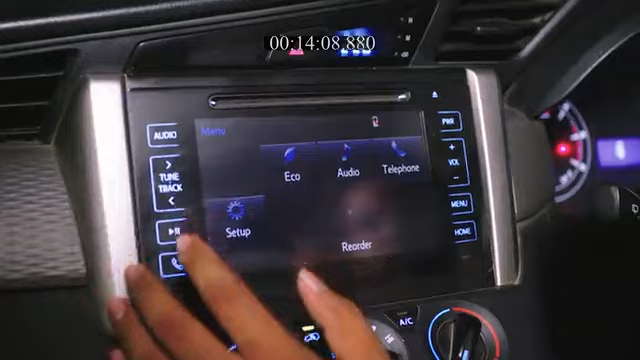 00:14:08.880
Menu
AUDIO
PWR
TUNE
TRACK
+
VOL
-
Eco
Audio
Telephone
MENU
Setup
Reorder
HOME
A/C